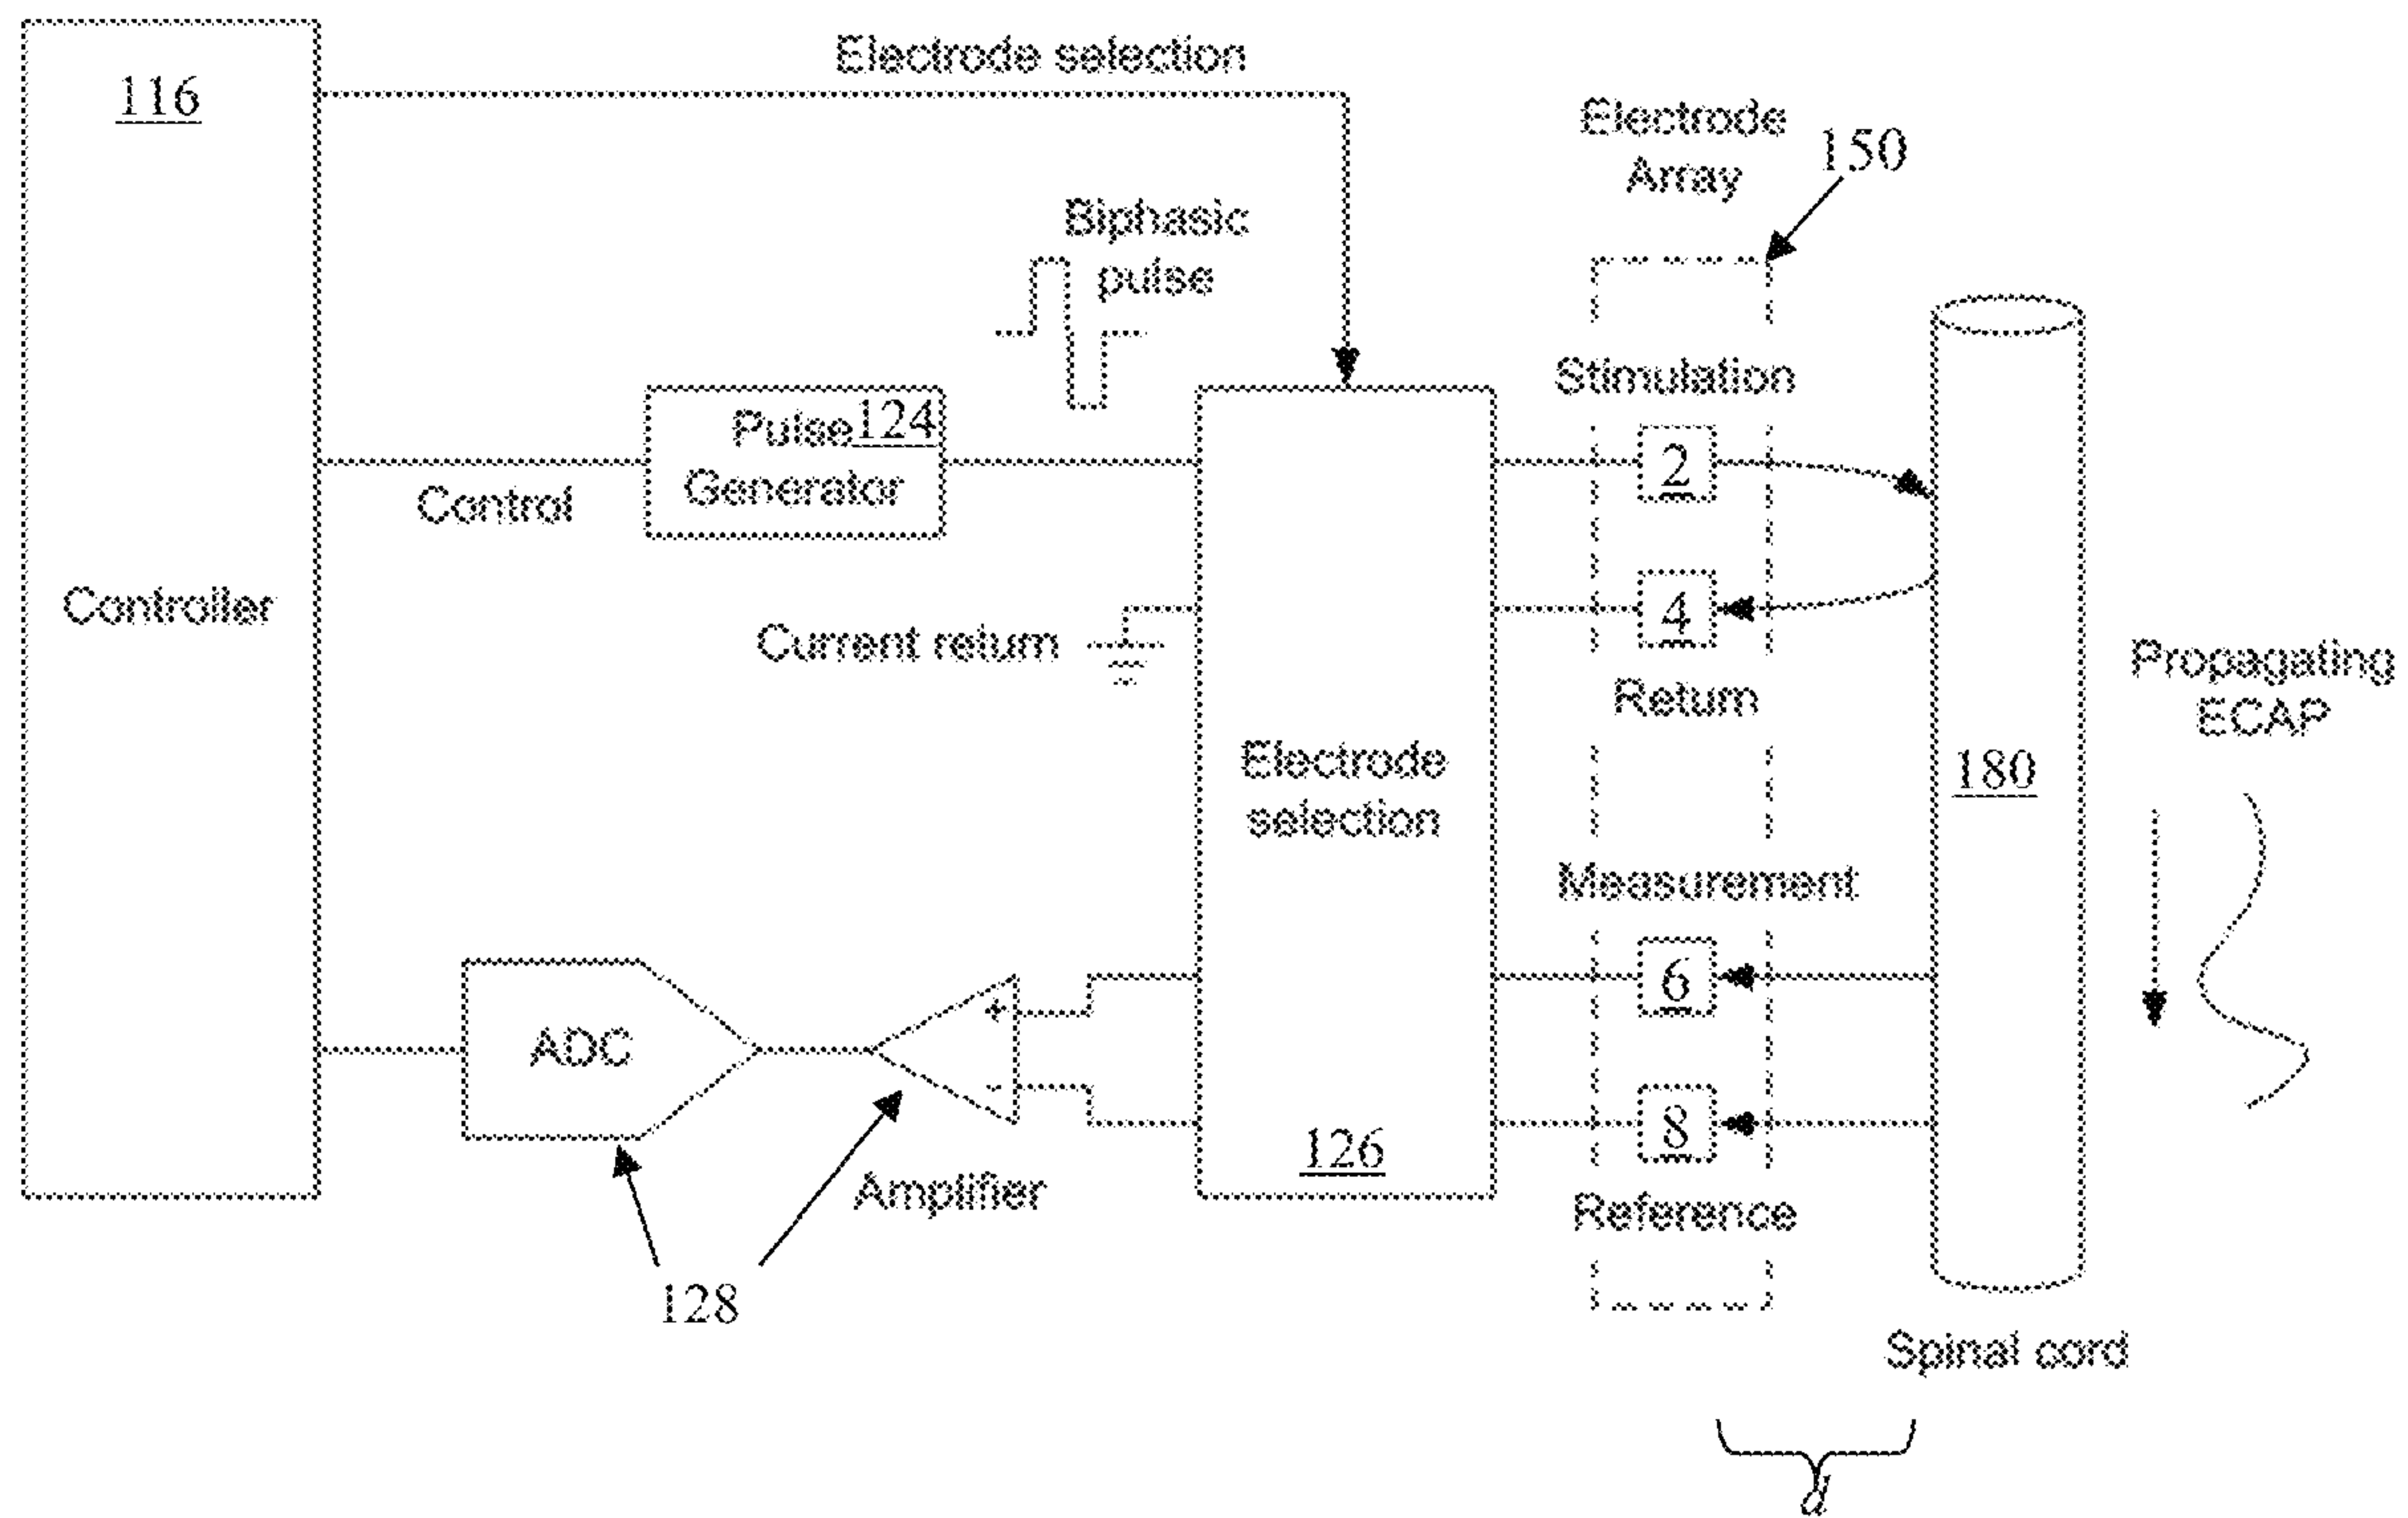 Electrode selection
116
Electrode
Array
150
Biphasic
pulse
Stimulation
Pulse 124
Generator
2
Control
Controller
4
Current return
Return
Propagating
ECAP
Electrode
selection
180
Measurement
6
ADC
+
-
8
126
Amplifier
Reference
128
Spinal cord
d